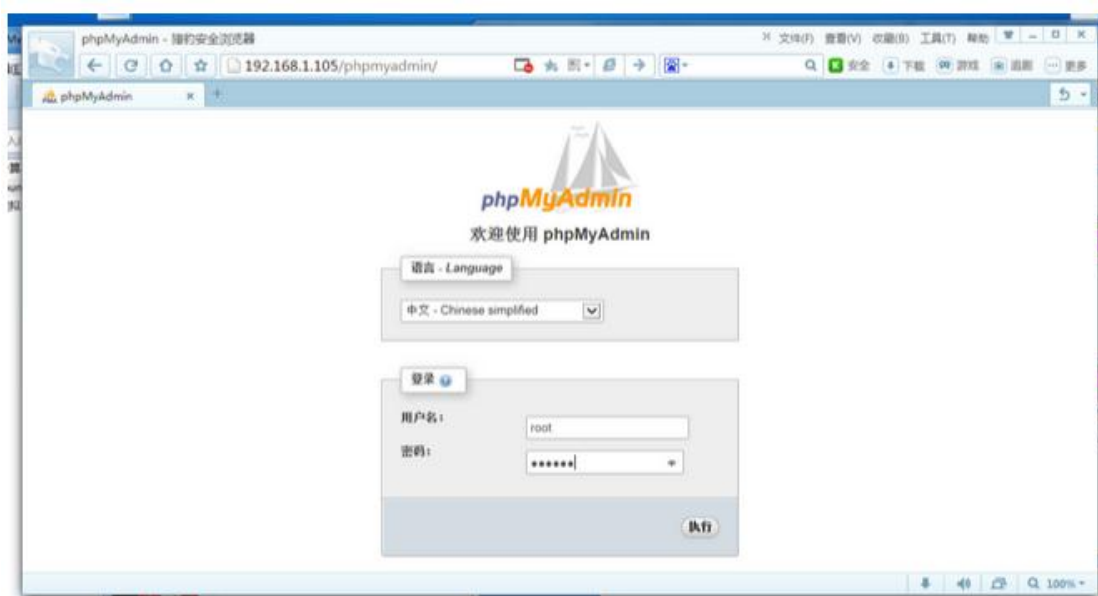 phpMyAdmin - 猎豹安全浏览器
文件(F) 查看(V) 收藏(B) 工具(T) 帮助
192.168.1.105/phpmyadmin/
安全 下载 游戏 追剧 更多
phpMyAdmin
phpMyAdmin
欢迎使用 phpMyAdmin
语言 - Language
中文 - Chinese simplified
登录
用户名：
root
密码：
••••••
执行
100%